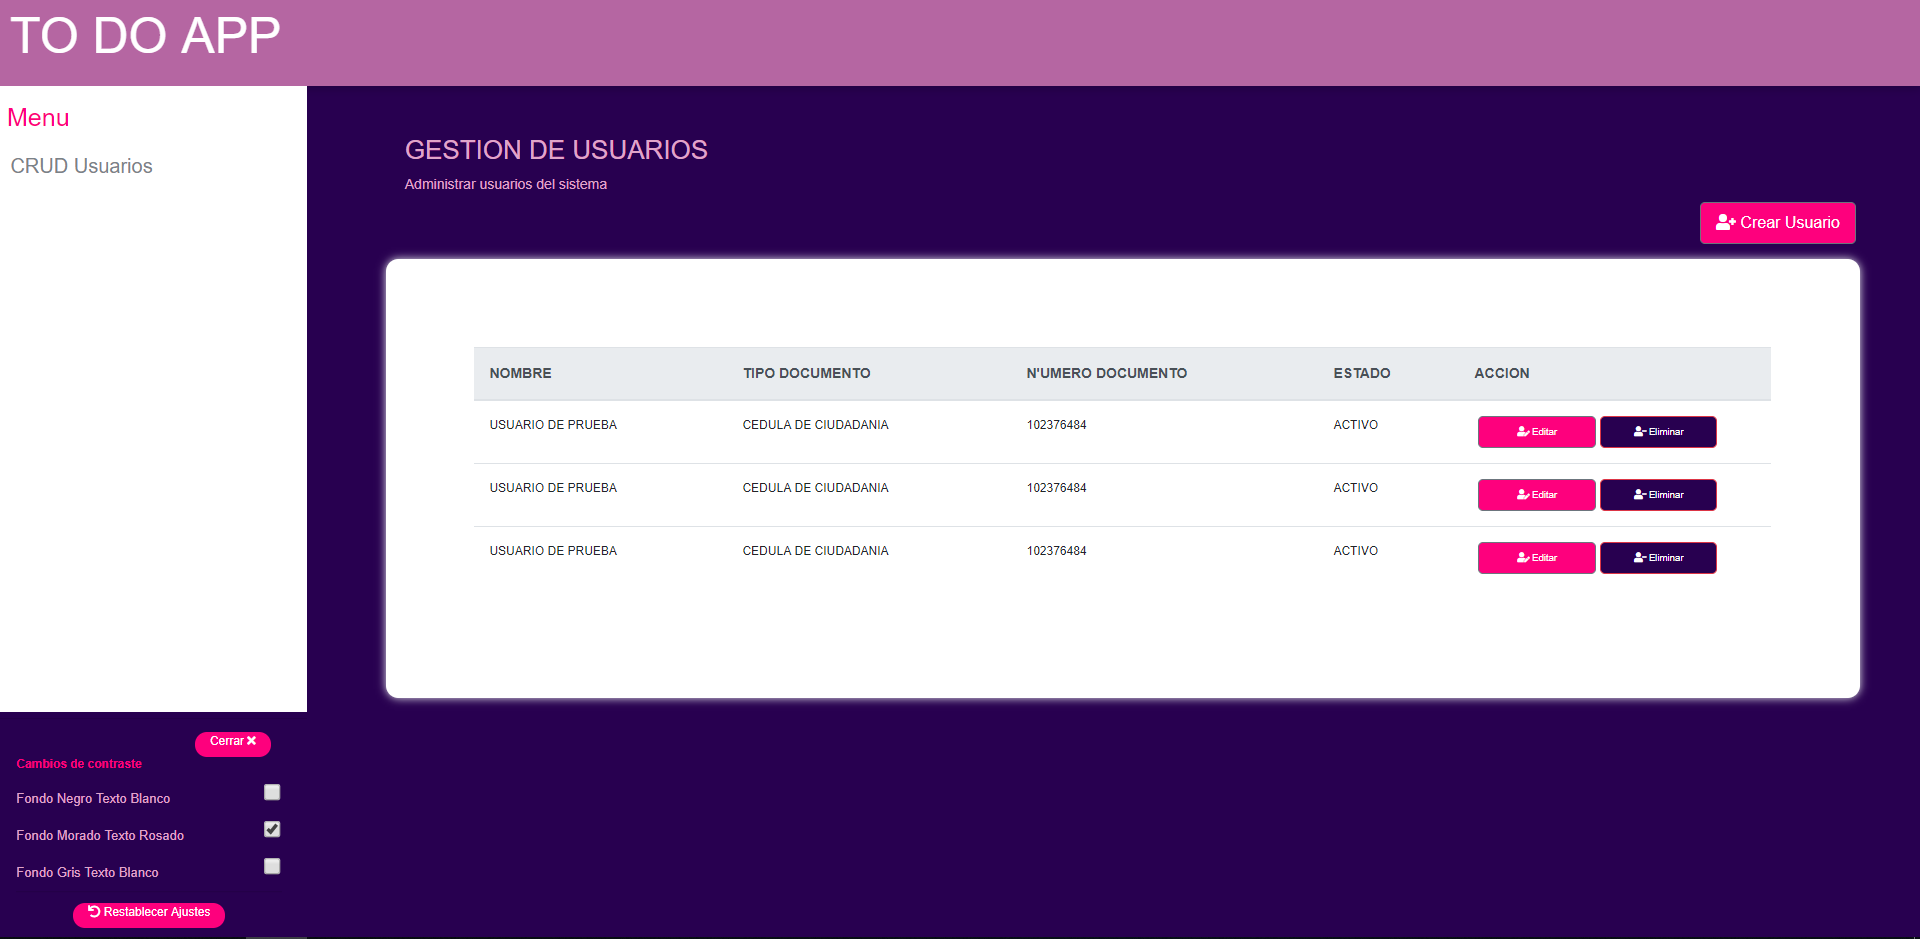 TO DO APP
Menu
CRUD Usuarios
GESTION DE USUARIOS
Administrar usuarios del sistema
Crear Usuario
NOMBRE TIPO DOCUMENTO N'UMERO DOCUMENTO ESTADO ACCION
USUARIO DE PRUEBA CEDULA DE CIUDADANIA 102376484 ACTIVO Editar Eliminar
USUARIO DE PRUEBA CEDULA DE CIUDADANIA 102376484 ACTIVO Editar Eliminar
USUARIO DE PRUEBA CEDULA DE CIUDADANIA 102376484 ACTIVO Editar Eliminar
Cerrar
Cambios de contraste
Fondo Negro Texto Blanco
Fondo Morado Texto Rosado
Fondo Gris Texto Blanco
Restablecer Ajustes